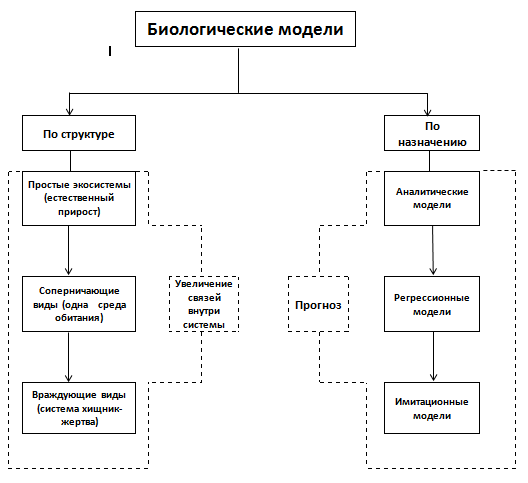 Биологические модели
По структуре
По
назначению
Простые экосистемы
(естественный
прирост)
Аналитические
модели
Соперничающие
виды (одна среда
обитания)
Увеличение
связей
внутри
системы
Прогноз
Регрессионные
модели
Враждующие виды
(система хищник-
жертва)
Имитационные
модели